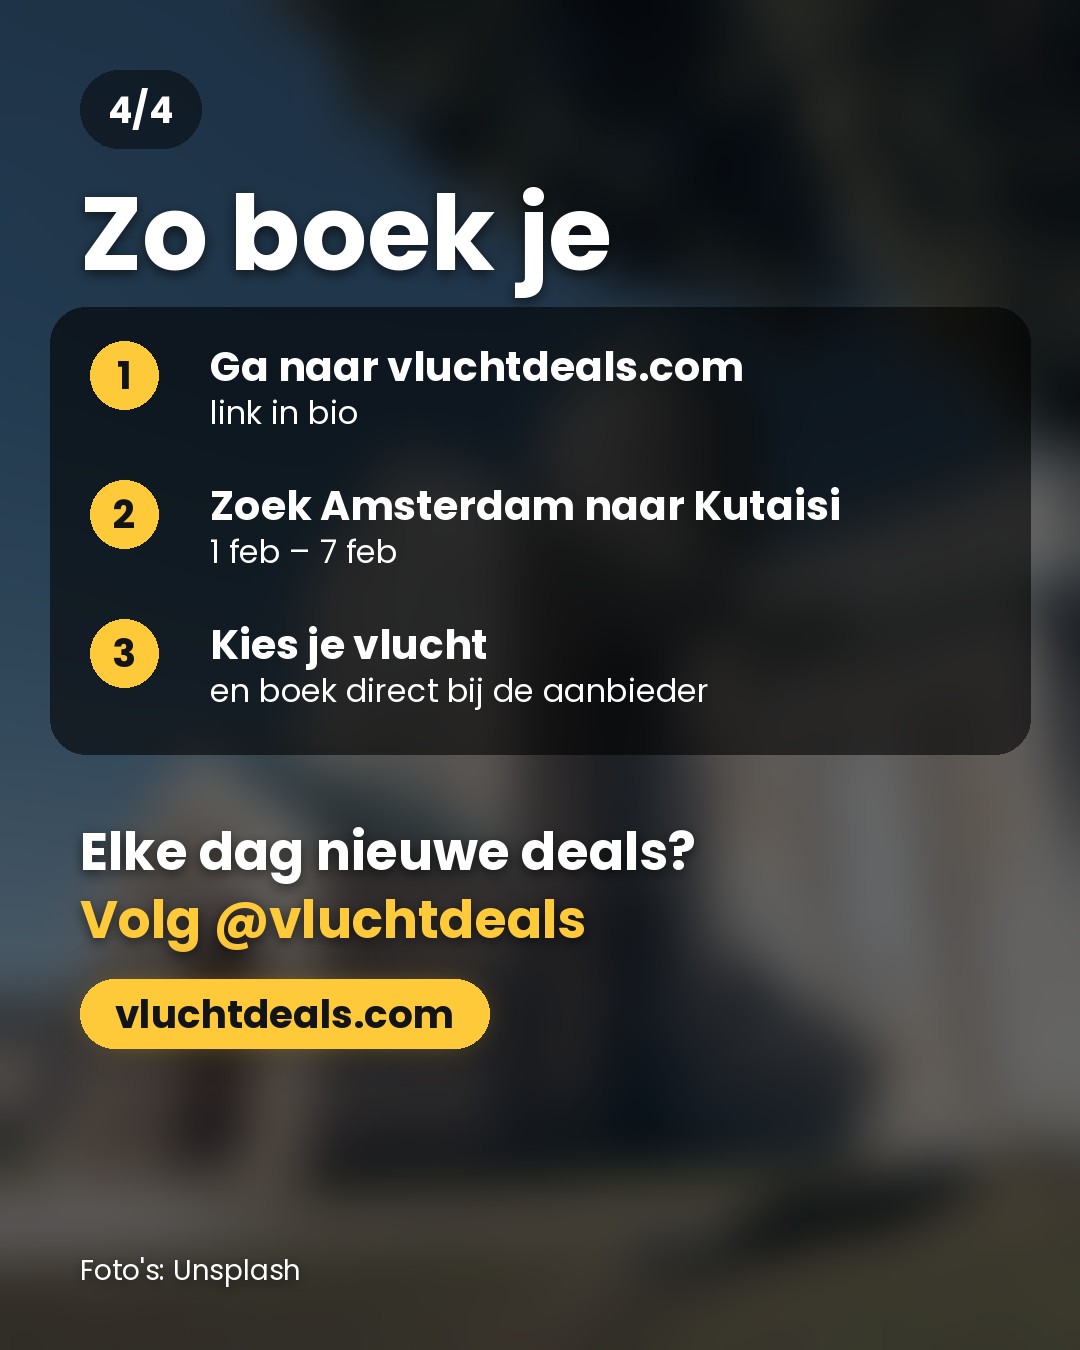 4/4
Zo boek je
1
Ga naar vluchtdeals.com
link in bio
2
Zoek Amsterdam naar Kutaisi
1 feb – 7 feb
3
Kies je vlucht
en boek direct bij de aanbieder
Elke dag nieuwe deals?
Volg @vluchtdeals
vluchtdeals.com
Foto's: Unsplash